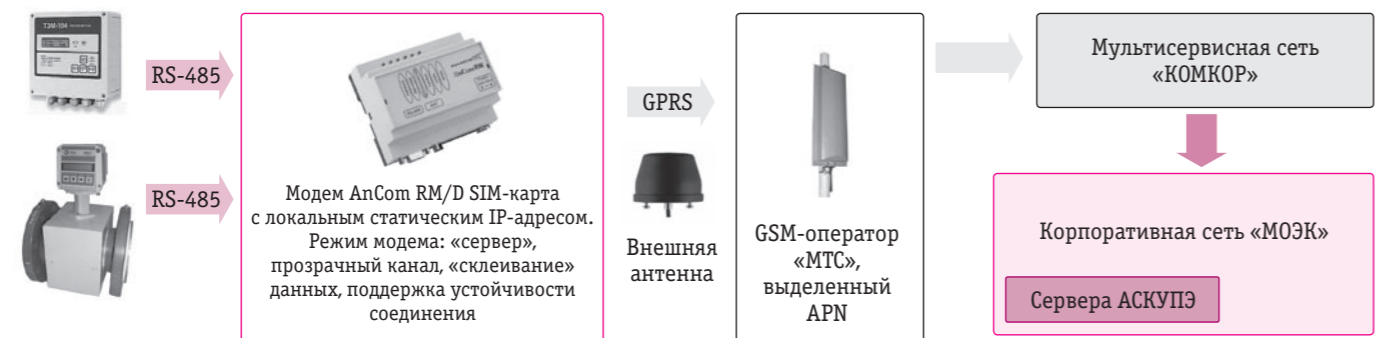 ТЭМ-104
RS-485
RS-485
Модем AnCom RM/D SIM-карта
с локальным статическим IP-адресом.
Режим модема: «сервер»,
прозрачный канал, «склеивание»
данных, поддержка устойчивости
соединения
GPRS
Внешняя
антенна
GSM-оператор
«МТС»,
выделенный
APN
Мультисервисная сеть
«КОМКОР»
Корпоративная сеть «МОЭК»
Сервера АСКУПЭ